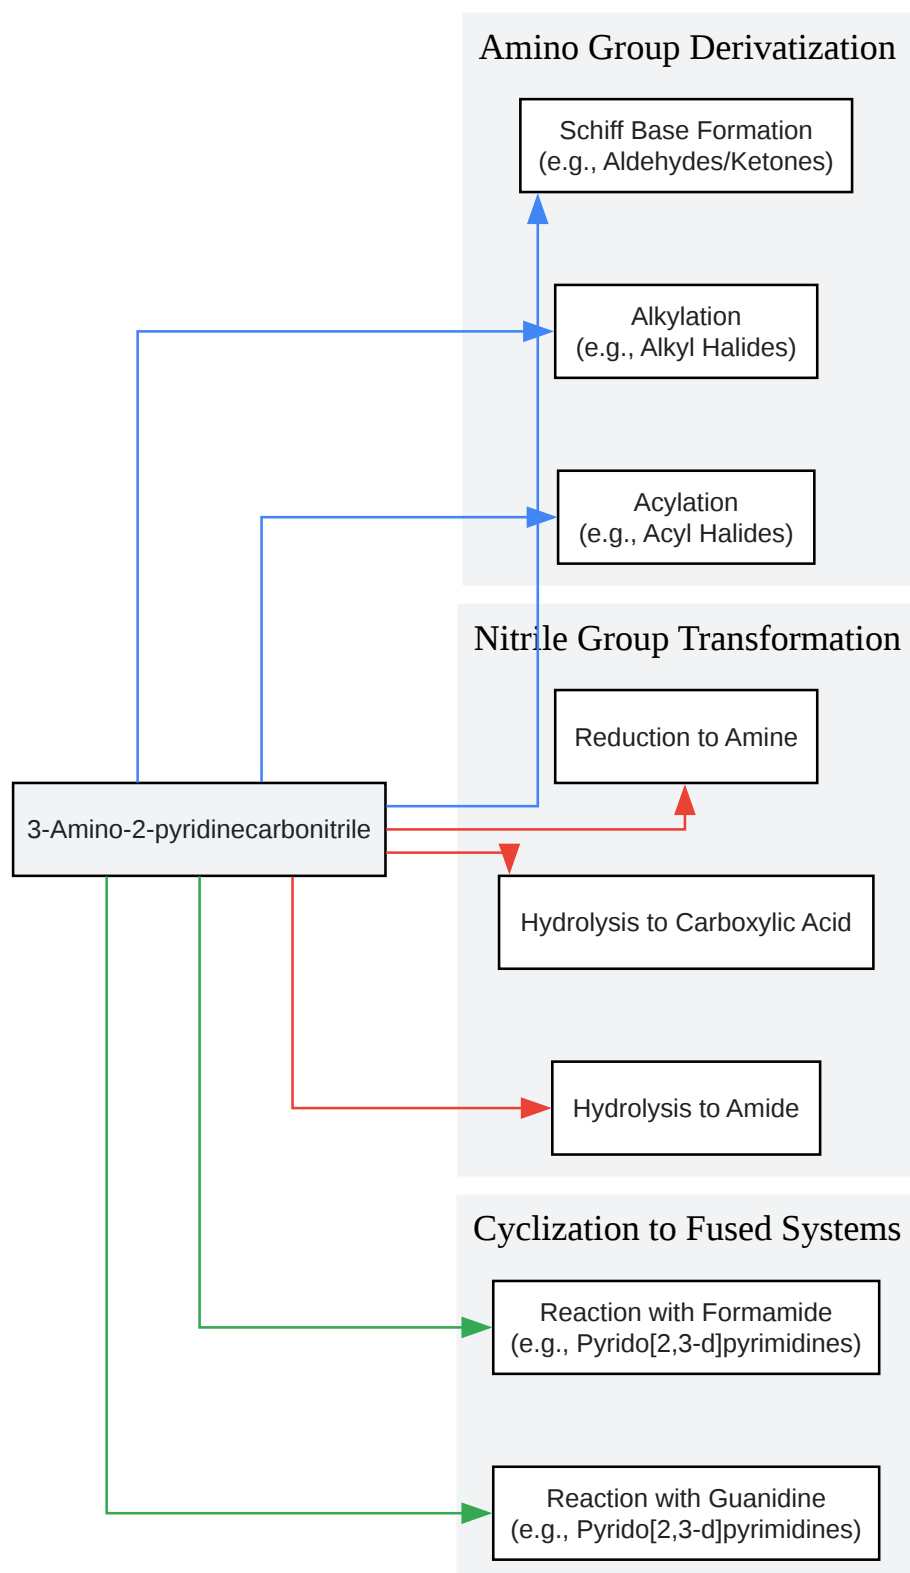 Amino Group Derivatization
Schiff Base Formation
(e.g., Aldehydes/Ketones)
Alkylation
(e.g., Alkyl Halides)
Acylation
(e.g., Acyl Halides)
Nitrile Group Transformation
Reduction to Amine
3-Amino-2-pyridinecarbonitrile
Hydrolysis to Carboxylic Acid
Hydrolysis to Amide
Cyclization to Fused Systems
Reaction with Formamide
(e.g., Pyrido[2,3-d]pyrimidines)
Reaction with Guanidine
(e.g., Pyrido[2,3-d]pyrimidines)